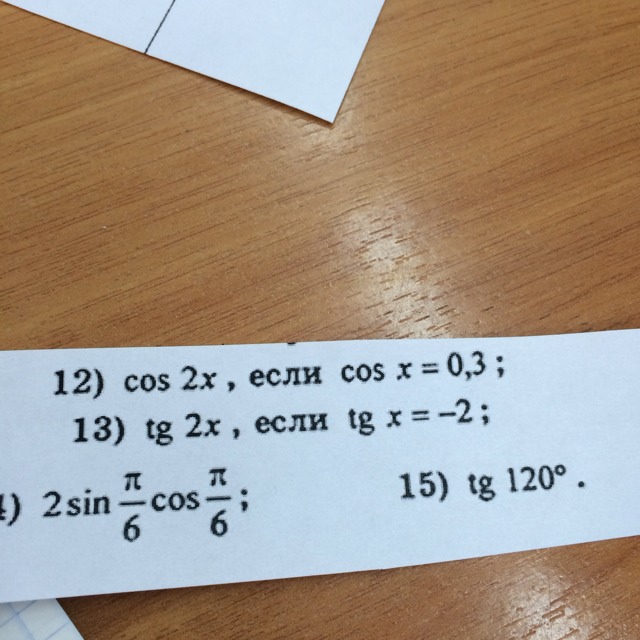 12) cos 2x , если cos x = 0,3 ;
13) tg 2x , если tg x = –2 ;
4) 2 sin π/6 cos π/6 ; 15) tg 120° .